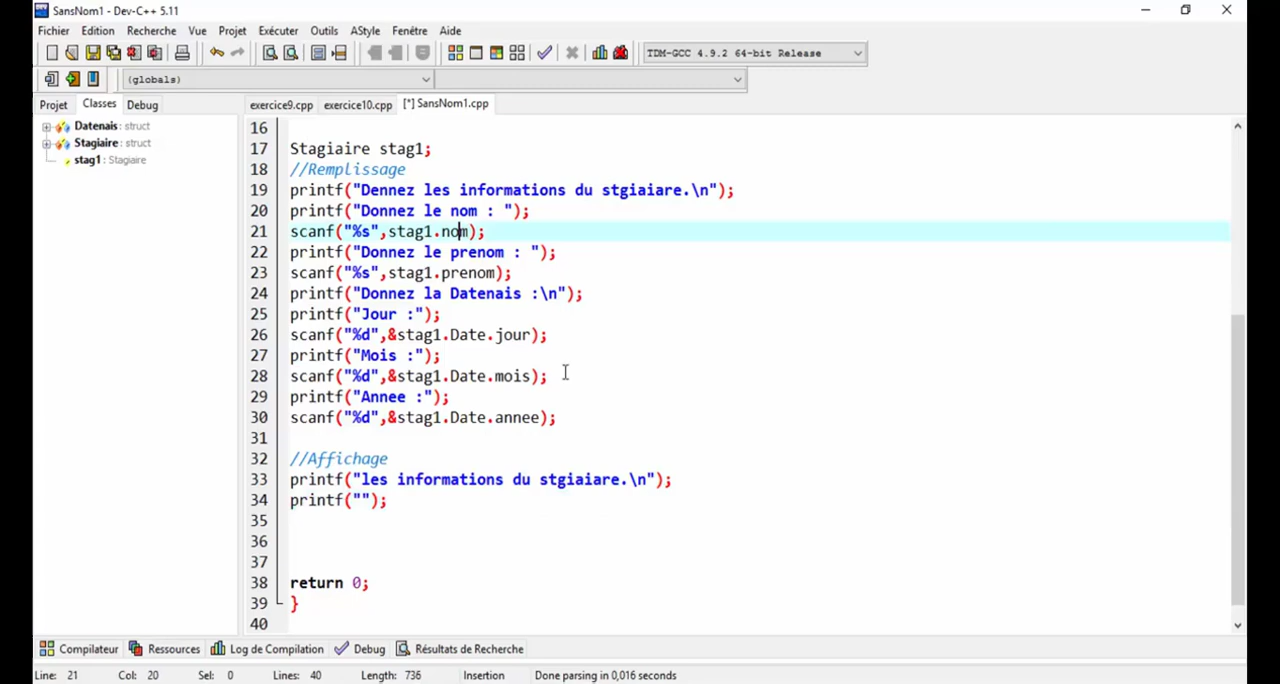 SansNom1 - Dev-C++ 5.11
Fichier Edition Recherche Vue Projet Exécuter Outils AStyle Fenêtre Aide
TDM-GCC 4.9.2 64-bit Release
(globals)
Projet Classes Debug
exercice9.cpp exercice10.cpp [*] SansNom1.cpp
Datenais : struct
Stagiaire : struct
stag1 : Stagiaire
16
17 Stagiaire stag1;
18 //Remplissage
19 printf("Dennez les informations du stgiaiare.\n");
20 printf("Donnez le nom : ");
21 scanf("%s",stag1.nom);
22 printf("Donnez le prenom : ");
23 scanf("%s",stag1.prenom);
24 printf("Donnez la Datenais :\n");
25 printf("Jour :");
26 scanf("%d",&stag1.Date.jour);
27 printf("Mois :");
28 scanf("%d",&stag1.Date.mois);
29 printf("Annee :");
30 scanf("%d",&stag1.Date.annee);
31
32 //Affichage
33 printf("les informations du stgiaiare.\n");
34 printf("");
35
36
37
38 return 0;
39 }
40
Compilateur Ressources Log de Compilation Debug Résultats de Recherche
Line: 21 Col: 20 Sel: 0 Lines: 40 Length: 736 Insertion Done parsing in 0,016 seconds